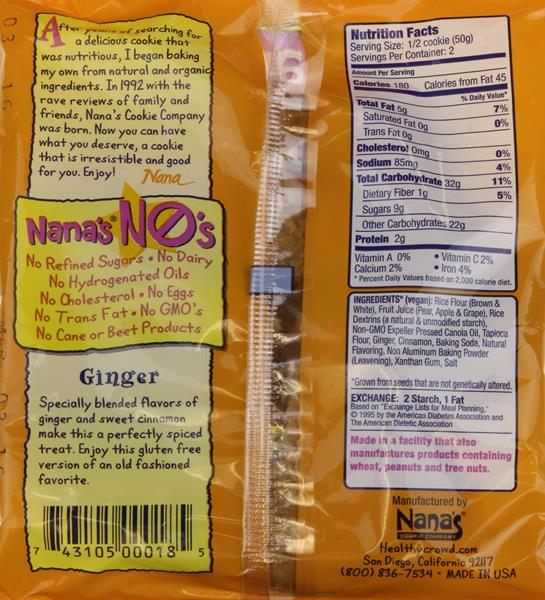 After years of searching for
a delicious cookie that
was nutritious, I began baking
my own from natural and organic
ingredients. In 1992 with the
rave reviews of family and
friends, Nana's Cookie Company
was born. Now you can have
what you deserve, a cookie
that is irresistible and good
for you. Enjoy!
Nana
Nana's® NO's
No Refined Sugars • No Dairy
No Hydrogenated Oils
No Cholesterol • No Eggs
No Trans Fat • No GMO's
No Cane or Beet Products
Ginger
Specially blended flavors of
ginger and sweet cinnamon
make this a perfectly spiced
treat. Enjoy this gluten free
version of an old fashioned
favorite.
7 43105 00018 5
Nutrition Facts
Serving Size: 1/2 cookie (50g)
Servings Per Container: 2
Amount Per Serving
Calories 180 Calories from Fat 45
% Daily Value*
Total Fat 5g 7%
Saturated Fat 0g 0%
Trans Fat 0g
Cholesterol 0mg 0%
Sodium 85mg 4%
Total Carbohydrate 32g 11%
Dietary Fiber 1g 5%
Sugars 9g
Other Carbohydrates 22g
Protein 2g
Vitamin A 0% • Vitamin C 2%
Calcium 2% • Iron 4%
* Percent Daily Values based on 2,000 calorie diet.
INGREDIENTS* (vegan): Rice Flour (Brown &
White), Fruit Juice (Pear, Apple & Grape), Rice
Dextrins (a natural & unmodified starch),
Non-GMO Expeller Pressed Canola Oil, Tapioca
Flour, Ginger, Cinnamon, Baking Soda, Natural
Flavoring, Non Aluminum Baking Powder
(Leavening), Xanthan Gum, Salt
*Grown from seeds that are not genetically altered.
EXCHANGE: 2 Starch, 1 Fat
Based on "Exchange Lists for Meal Planning,"
© 1995 by the American Diabetes Association and
The American Dietetic Association
Made in a facility that also
manufactures products containing
wheat, peanuts and tree nuts.
Manufactured by
Nana's
COOKIE COMPANY
Healthycrowd.com
San Diego, California 92117
(800) 836-7534 • MADE IN USA